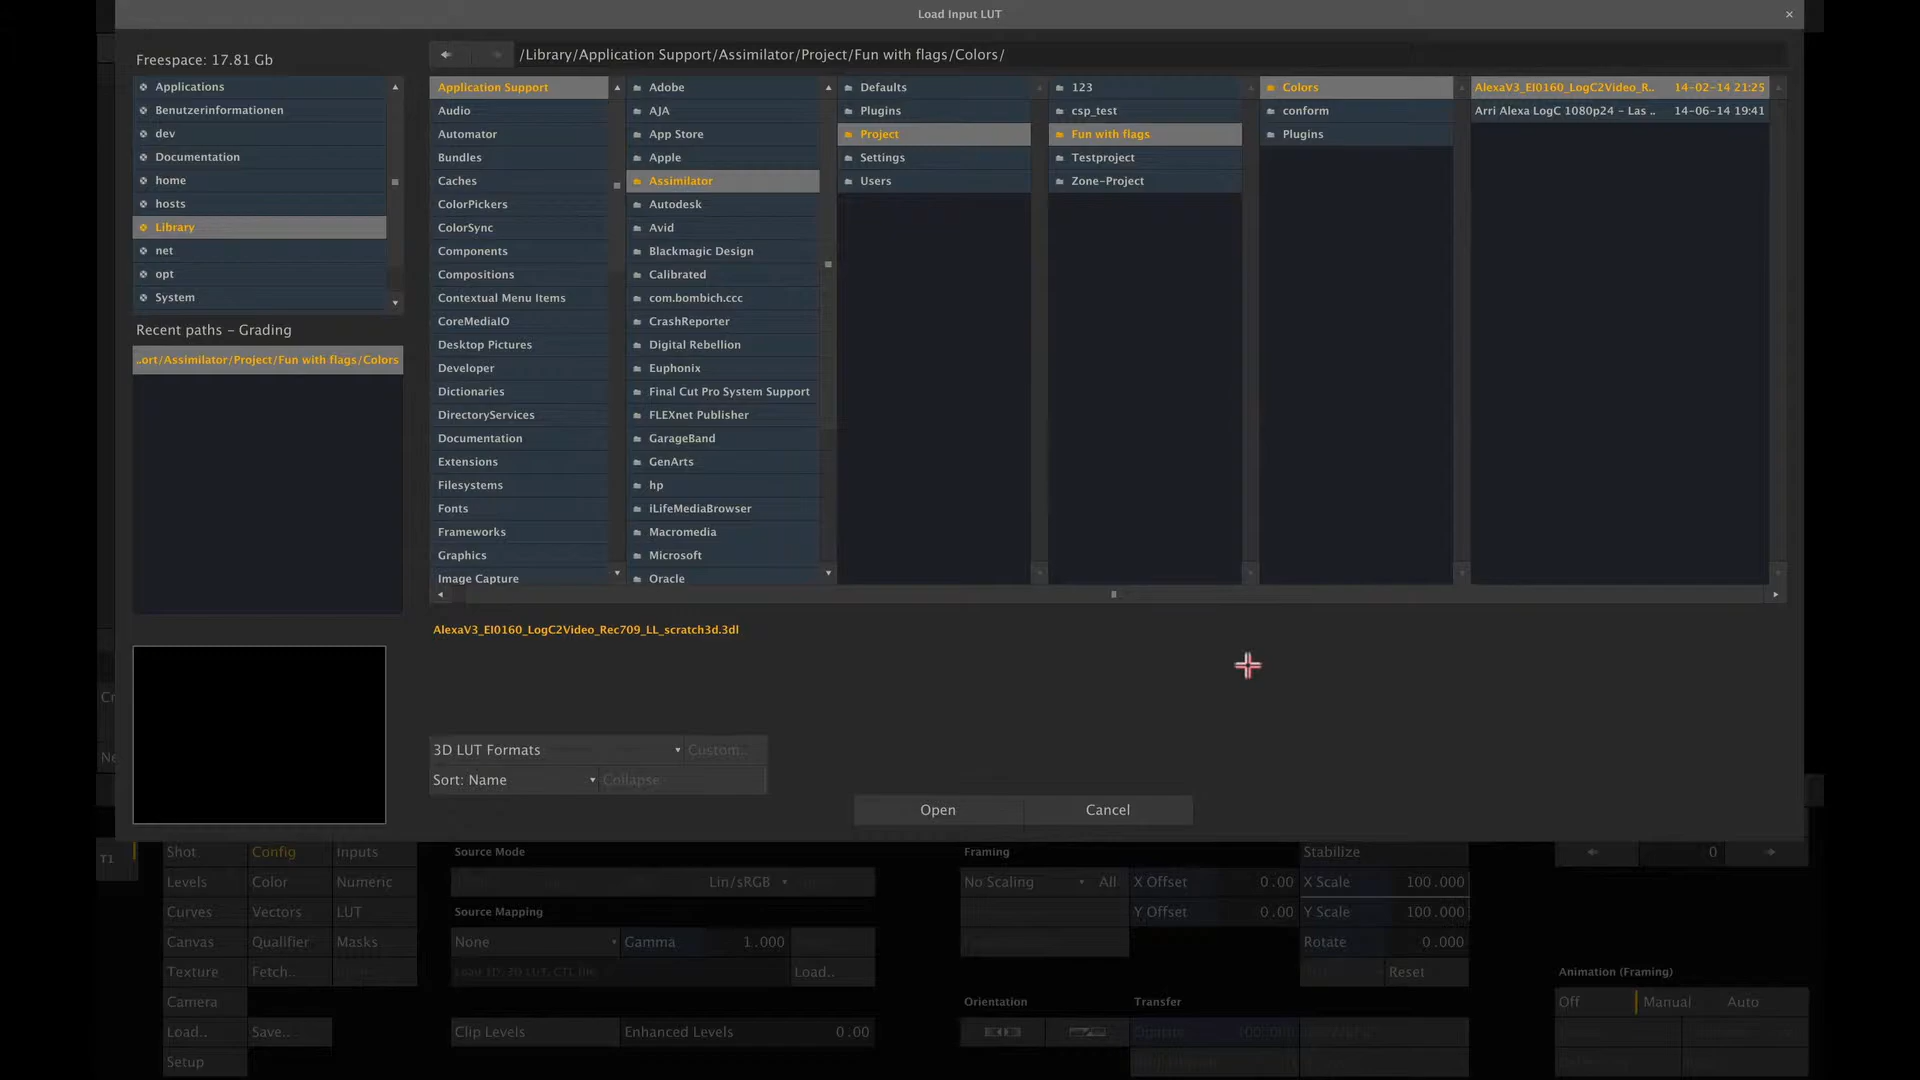 Load Input LUT
Freespace: 17.81 Gb
/Library/Application Support/Assimilator/Project/Fun with flags/Colors/
Applications
Benutzerinformationen
dev
Documentation
home
hosts
Library
net
opt
System
Recent paths - Grading
..ort/Assimilator/Project/Fun with flags/Colors
Application Support
Audio
Automator
Bundles
Caches
ColorPickers
ColorSync
Components
Compositions
Contextual Menu Items
CoreMediaIO
Desktop Pictures
Developer
Dictionaries
DirectoryServices
Documentation
Extensions
Filesystems
Fonts
Frameworks
Graphics
Image Capture
Adobe
AJA
App Store
Apple
Assimilator
Autodesk
Avid
Blackmagic Design
Calibrated
com.bombich.ccc
CrashReporter
Digital Rebellion
Euphonix
Final Cut Pro System Support
FLEXnet Publisher
GarageBand
GenArts
hp
iLifeMediaBrowser
Macromedia
Microsoft
Oracle
Defaults
Plugins
Project
Settings
Users
123
csp_test
Fun with flags
Testproject
Zone-Project
Colors
conform
Plugins
AlexaV3_EI0160_LogC2Video_R.. 14-02-14 21:25
Arri Alexa LogC 1080p24 - Las .. 14-06-14 19:41
AlexaV3_EI0160_LogC2Video_Rec709_LL_scratch3d.3dl
3D LUT Formats Custom..
Sort: Name Collapse
Open Cancel
T1
Shot Config Inputs
Levels Color Numeric
Curves Vectors LUT
Canvas Qualifier Masks
Texture Fetch..
Camera
Load.. Save..
Setup
Source Mode
Lin/sRGB
Source Mapping
None Gamma 1.000
Load 1D, 3D LUT, CTL file.. Load..
Clip Levels Enhanced Levels 0.00
Framing Stabilize
No Scaling All X Offset 0.00 X Scale 100.000
Y Offset 0.00 Y Scale 100.000
Rotate 0.000
Reset
Orientation Transfer
100.000
0
Animation (Framing)
Off Manual Auto